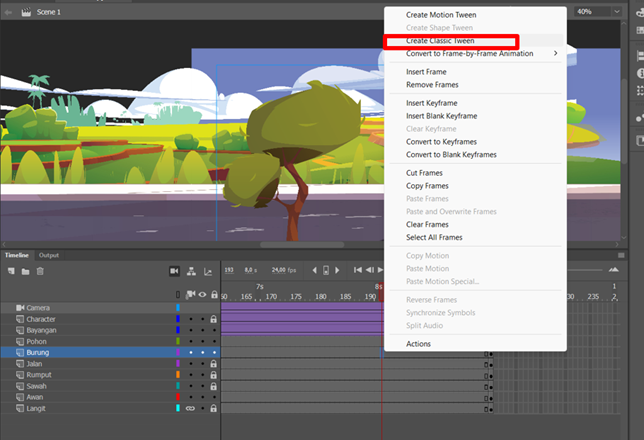 Scene 1
40%
Create Motion Tween
Create Shape Tween
Create Classic Tween
Convert to Frame-by-Frame Animation
Insert Frame
Remove Frames
Insert Keyframe
Insert Blank Keyframe
Clear Keyframe
Convert to Keyframes
Convert to Blank Keyframes
Cut Frames
Copy Frames
Paste Frames
Paste and Overwrite Frames
Clear Frames
Select All Frames
Copy Motion
Paste Motion
Paste Motion Special...
Reverse Frames
Synchronize Symbols
Split Audio
Actions
Timeline Output
193 8,0 s 24,00 fps
7s 8s 1
60 165 170 175 180 185 190 235 2
Camera
Character
Bayangan
Pohon
Burung
Jalan
Rumput
Sawah
Awan
Langit